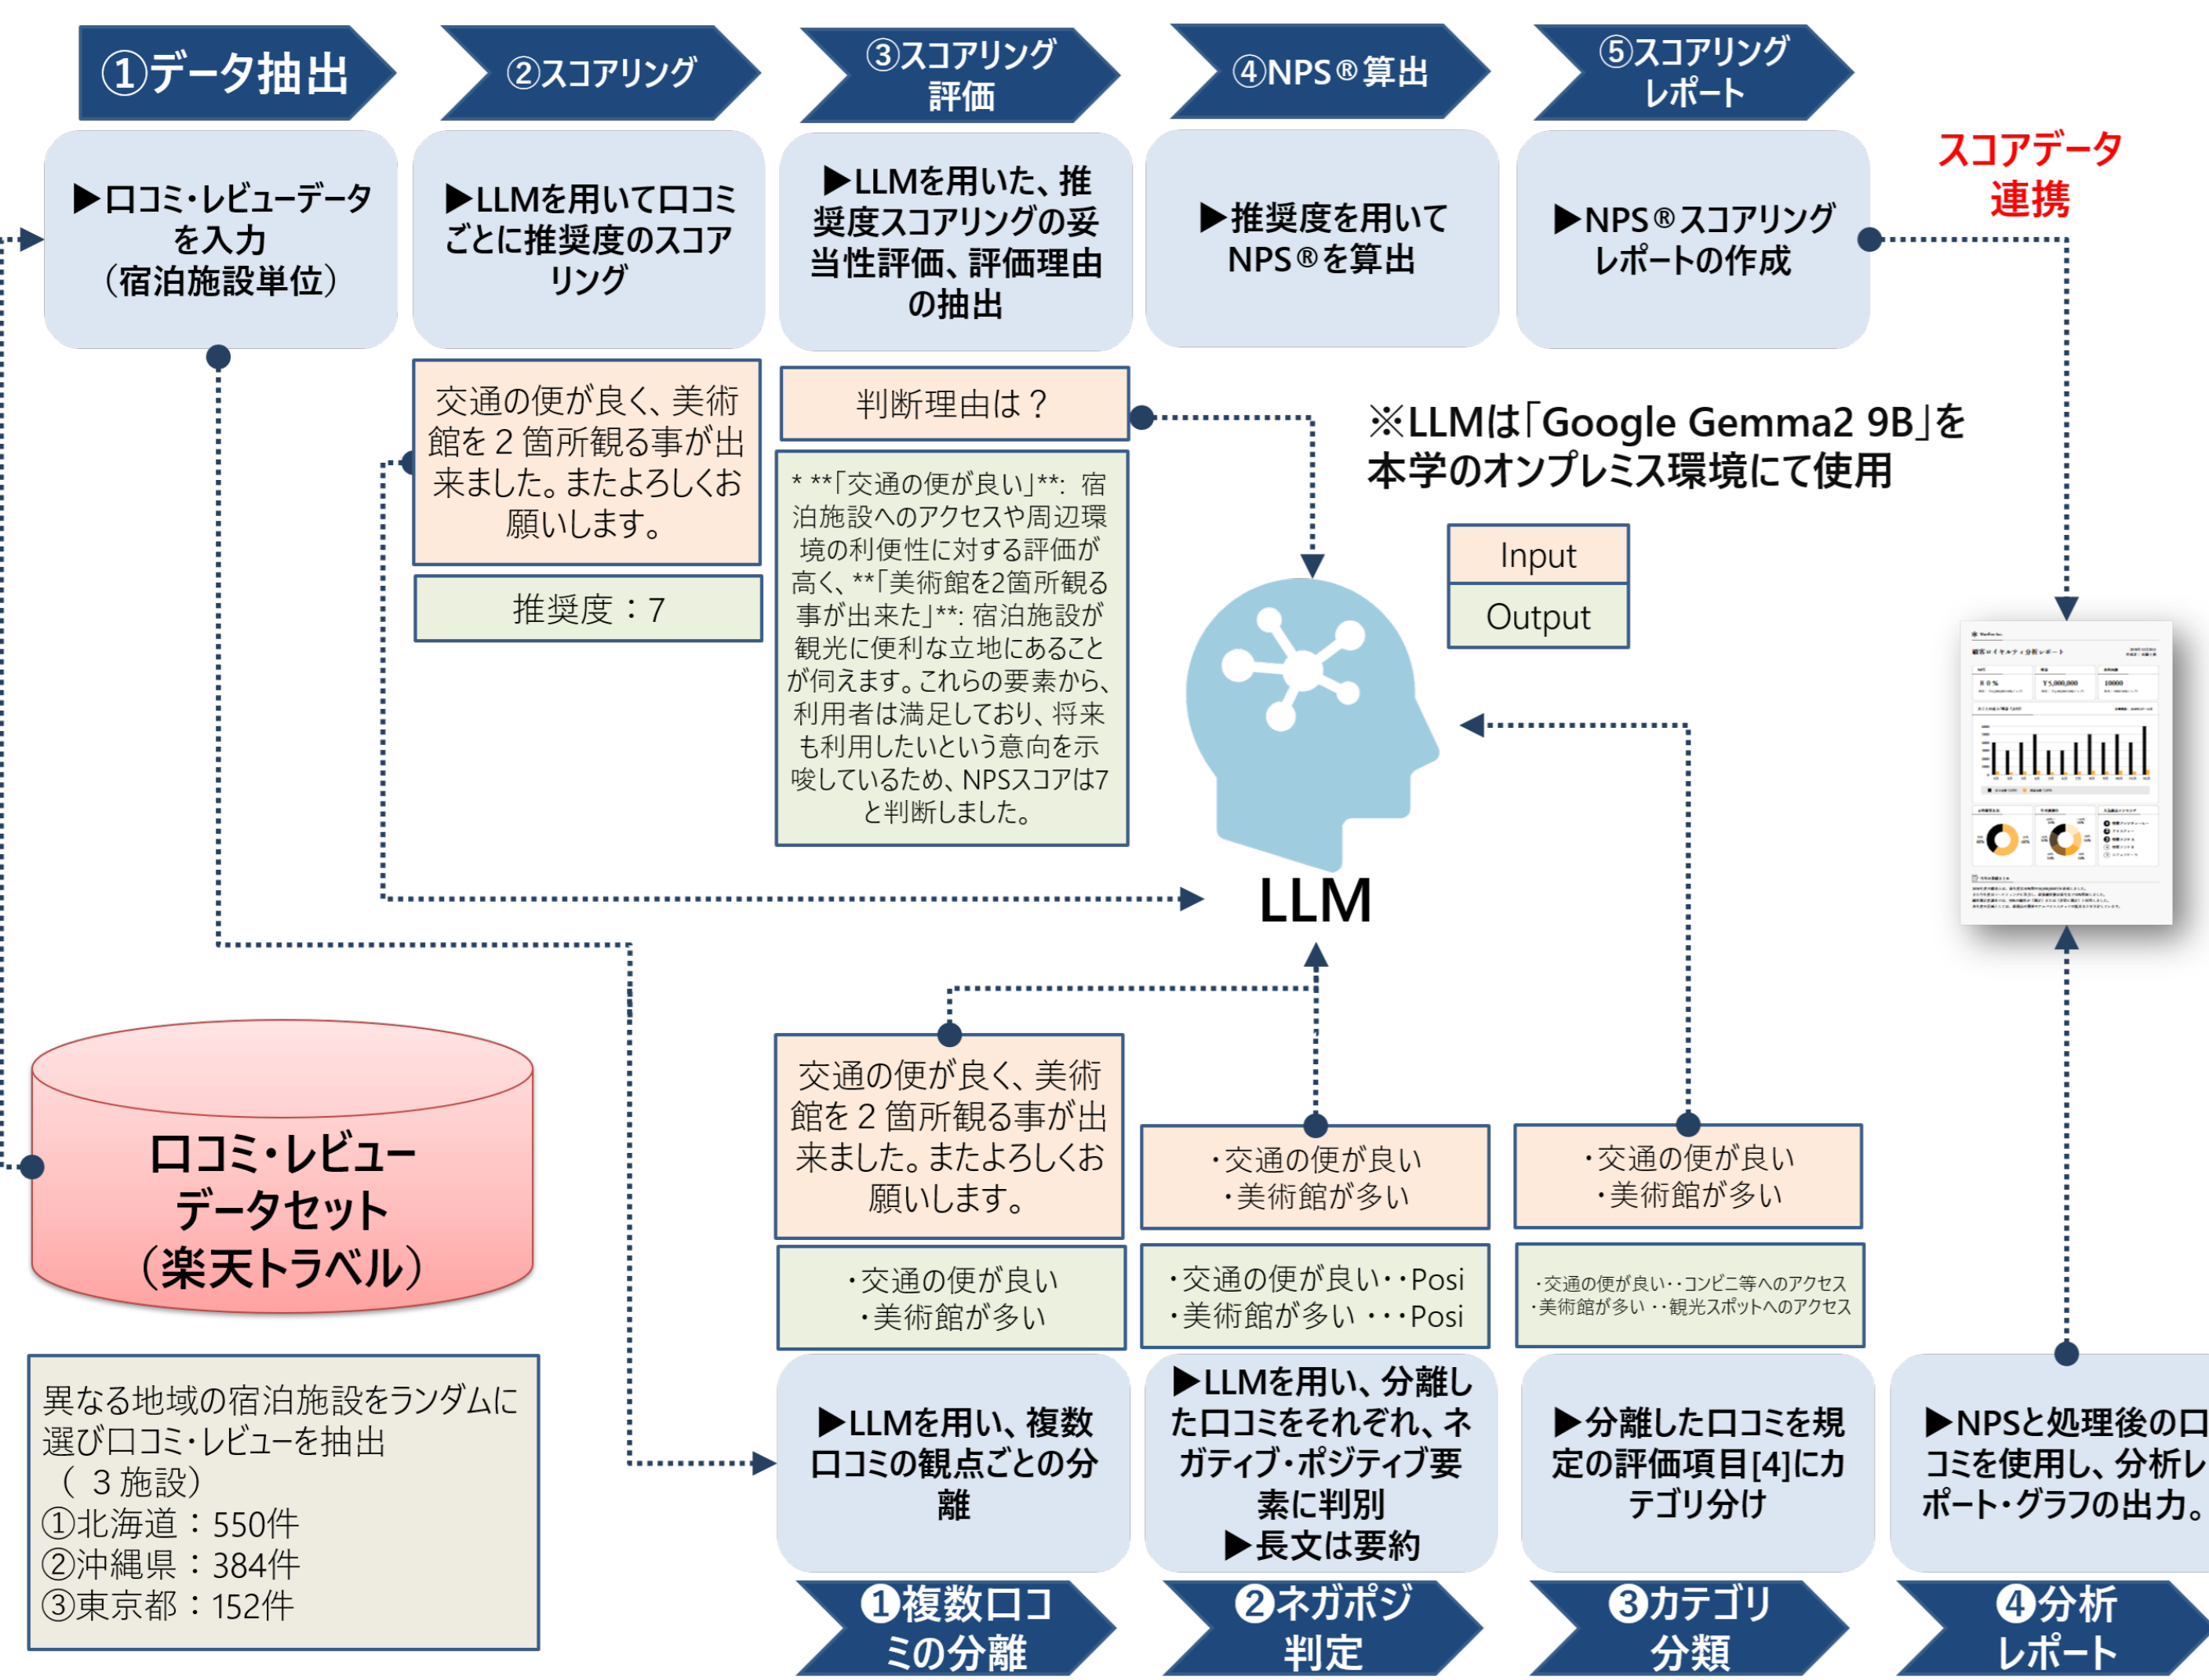 ①データ抽出
②スコアリング
③スコアリング
評価
④NPS®算出
⑤スコアリング
レポート
▶口コミ・レビューデータ
を入力
（宿泊施設単位）
▶LLMを用いて口コミ
ごとに推奨度のスコア
リング
▶LLMを用いた、推
奨度スコアリングの妥
当性評価、評価理由
の抽出
▶推奨度を用いて
NPS®を算出
▶NPS®スコアリング
レポートの作成
スコアデータ
連携
交通の便が良く、美術
館を２箇所観る事が出
来ました。またよろしくお
願いします。
推奨度：7
判断理由は？
* **「交通の便が良い」**: 宿
泊施設へのアクセスや周辺環
境の利便性に対する評価が
高く、**「美術館を2箇所観る
事が出来た」**: 宿泊施設が
観光に便利な立地にあること
が伺えます。これらの要素から、
利用者は満足しており、将来
も利用したいという意向を示
唆しているため、NPSスコアは7
と判断しました。
※LLMは「Google Gemma2 9B」を
本学のオンプレミス環境にて使用
Input
Output
LLM
顧客ロイヤルティ分析レポート
¥5,000,000
10000
口コミ・レビュー
データセット
（楽天トラベル）
異なる地域の宿泊施設をランダムに
選び口コミ・レビューを抽出
（３施設）
①北海道：550件
②沖縄県：384件
③東京都：152件
交通の便が良く、美術
館を２箇所観る事が出
来ました。またよろしくお
願いします。
・交通の便が良い
・美術館が多い
・交通の便が良い
・美術館が多い
・交通の便が良い・・Posi
・美術館が多い ・・・Posi
・交通の便が良い
・美術館が多い
・交通の便が良い・・コンビニ等へのアクセス
・美術館が多い ・・観光スポットへのアクセス
▶LLMを用い、複数
口コミの観点ごとの分
離
▶LLMを用い、分離し
た口コミをそれぞれ、ネ
ガティブ・ポジティブ要
素に判別
▶長文は要約
▶分離した口コミを規
定の評価項目[4]にカ
テゴリ分け
▶NPSと処理後の口
コミを使用し、分析レ
ポート・グラフの出力。
❶複数口コ
ミの分離
❷ネガポジ
判定
❸カテゴリ
分類
❹分析
レポート